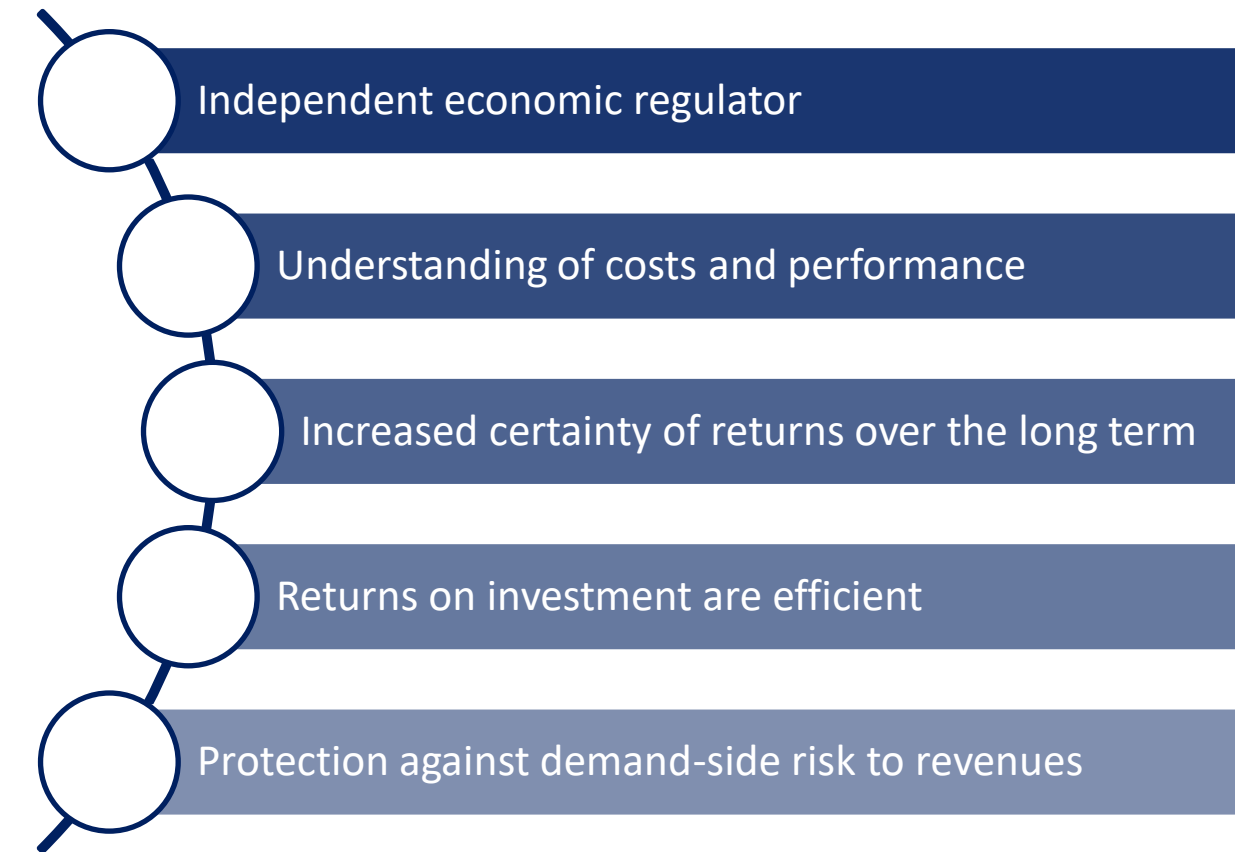 Independent economic regulator
Understanding of costs and performance
Increased certainty of returns over the long term
Returns on investment are efficient
Protection against demand-side risk to revenues